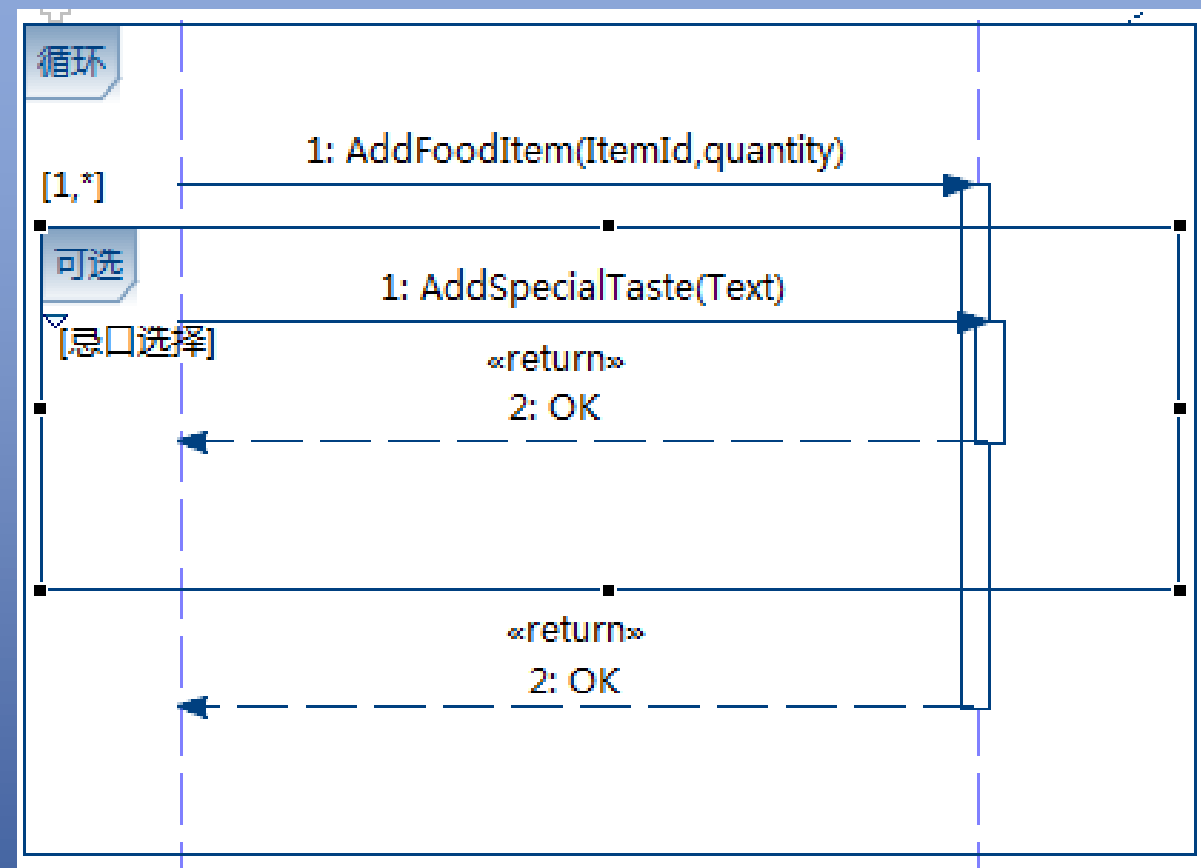 循环
1: AddFoodItem(ItemId,quantity)
[1,*]
可选
1: AddSpecialTaste(Text)
[忌口选择]
«return»
2: OK
«return»
2: OK